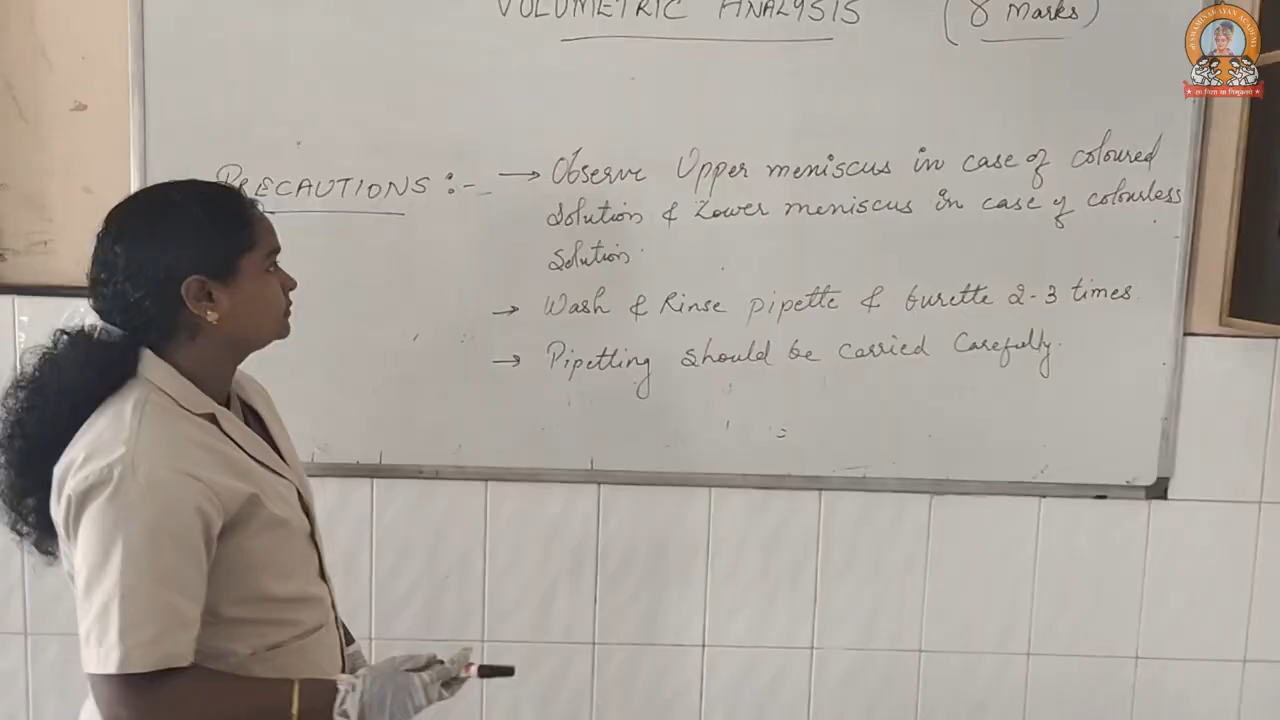 VOLUMETRIC ANALYSIS (8 Marks)
PRECAUTIONS :- → Observe Upper meniscus in case of coloured
solution & Lower meniscus in case of colourless
solution.
→ Wash & Rinse pipette & burette 2-3 times.
→ Pipetting should be carried carefully.